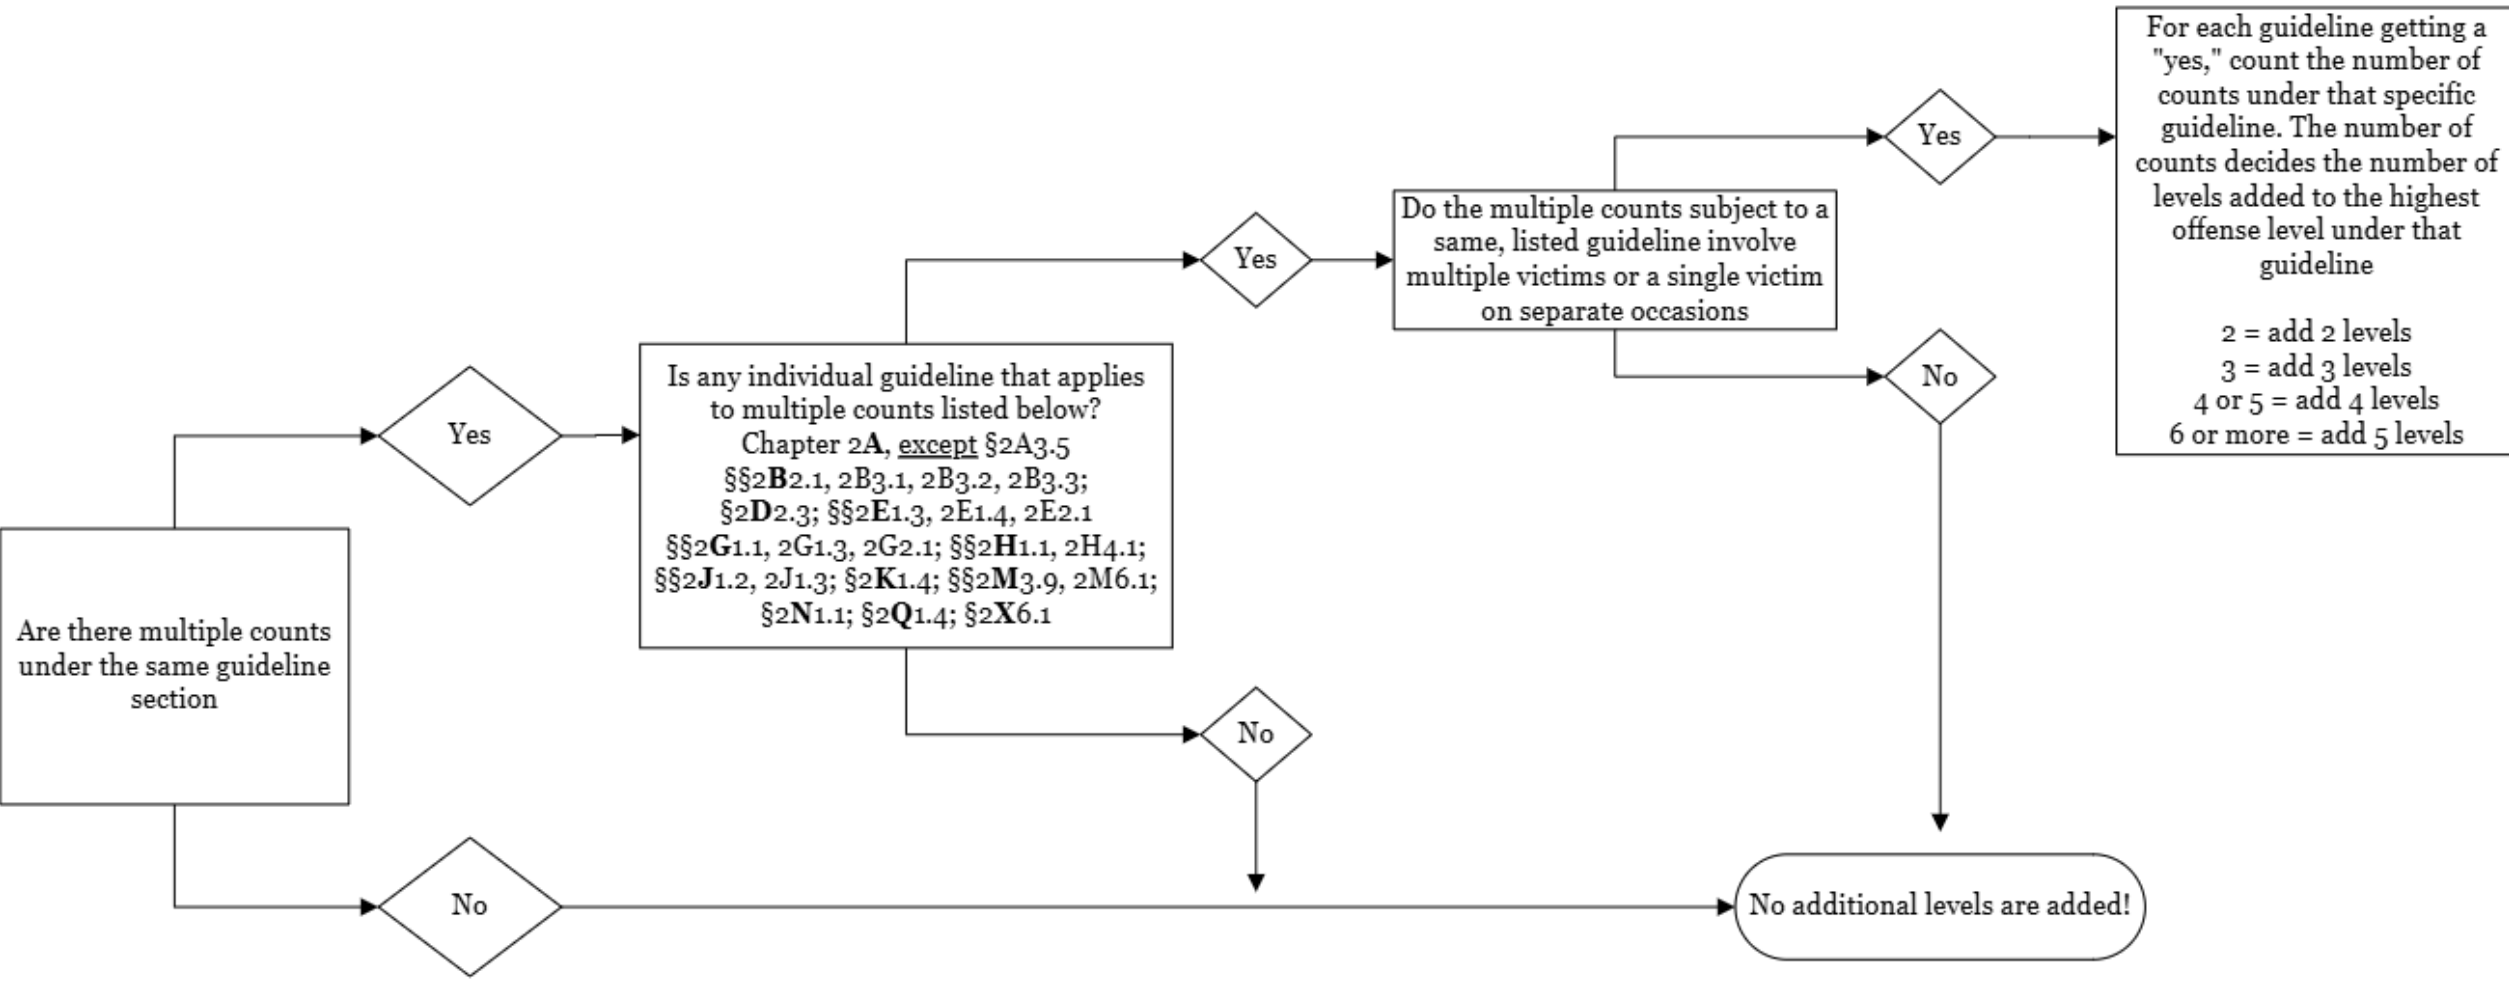 Are there multiple counts
under the same guideline
section
Yes
No
Is any individual guideline that applies
to multiple counts listed below?
Chapter 2A, except §2A3.5
§§2B2.1, 2B3.1, 2B3.2, 2B3.3;
§2D2.3; §§2E1.3, 2E1.4, 2E2.1
§§2G1.1, 2G1.3, 2G2.1; §§2H1.1, 2H4.1;
§§2J1.2, 2J1.3; §2K1.4; §§2M3.9, 2M6.1;
§2N1.1; §2Q1.4; §2X6.1
Yes
No
Do the multiple counts subject to a
same, listed guideline involve
multiple victims or a single victim
on separate occasions
Yes
No
For each guideline getting a
"yes," count the number of
counts under that specific
guideline. The number of
counts decides the number of
levels added to the highest
offense level under that
guideline
2 = add 2 levels
3 = add 3 levels
4 or 5 = add 4 levels
6 or more = add 5 levels
No additional levels are added!